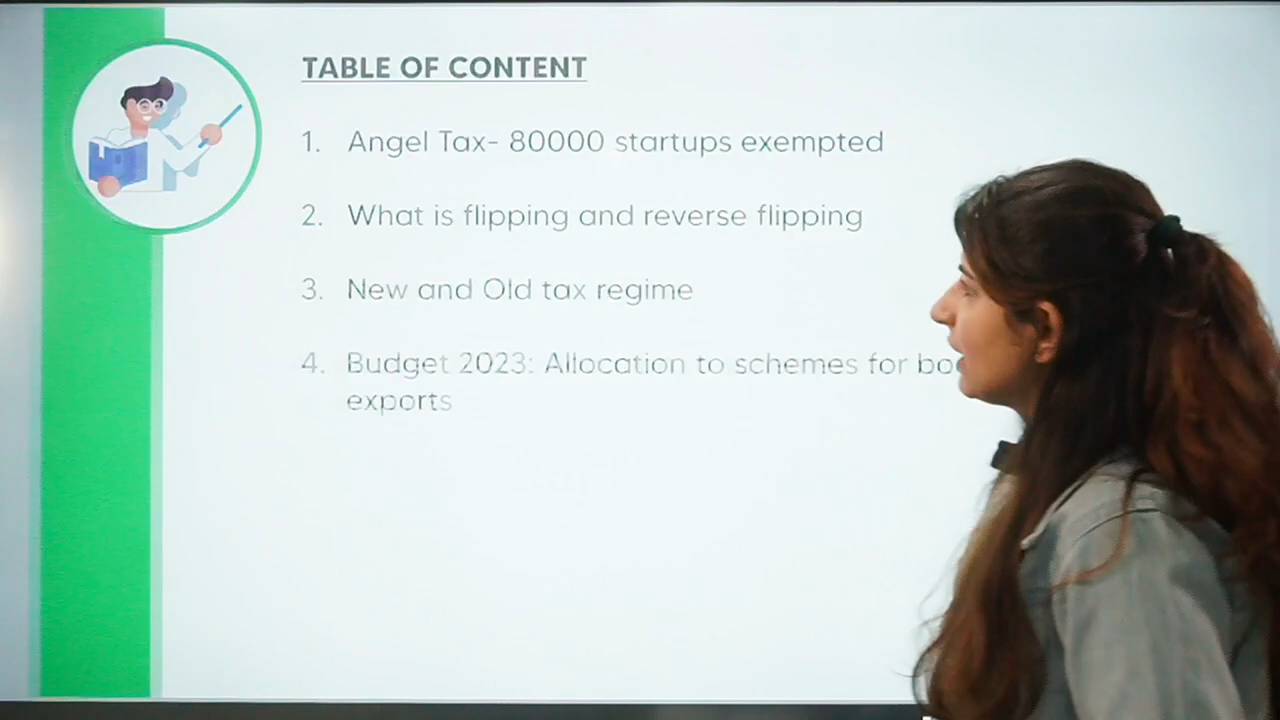 TABLE OF CONTENT
1. Angel Tax- 80000 startups exempted
2. What is flipping and reverse flipping
3. New and Old tax regime
4. Budget 2023: Allocation to schemes for
exports